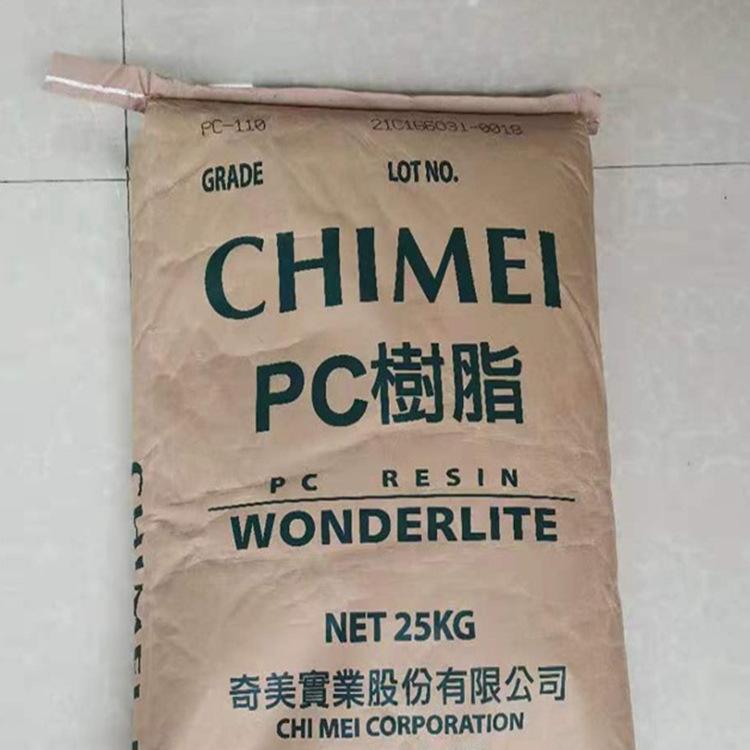 PC-110 21C166031-0018
GRADE LOT NO.
CHIMEI
PC樹脂
PC RESIN
WONDERLITE
NET 25KG
奇美實業股份有限公司
CHI MEI CORPORATION
CHIMEI